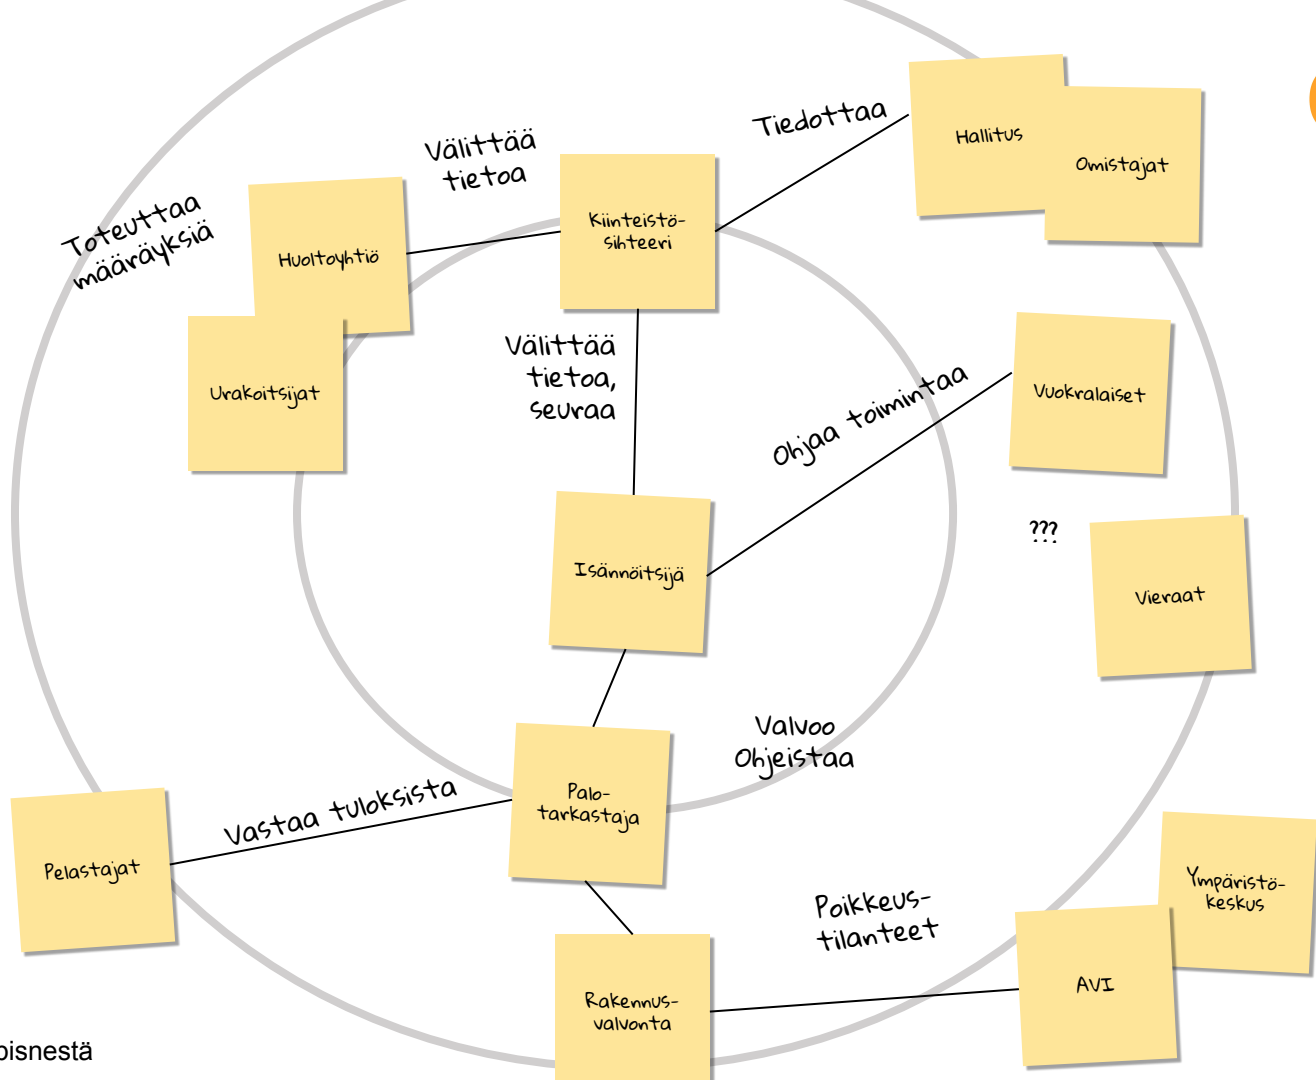 Tiedottaa
Hallitus
Omistajat
Välittää
tietoa
Kiinteistö-
sihteeri
Toteuttaa
määräyksiä
Huoltoyhtiö
Urakoitsijat
Välittää
tietoa,
seuraa
Ohjaa toimintaa
Vuokralaiset
???
Vieraat
Isännöitsijä
Valvoo
Ohjeistaa
Palo-
tarkastaja
Vastaa tuloksista
Pelastajat
Poikkeus-
tilanteet
Ympäristö-
keskus
AVI
Rakennus-
valvonta